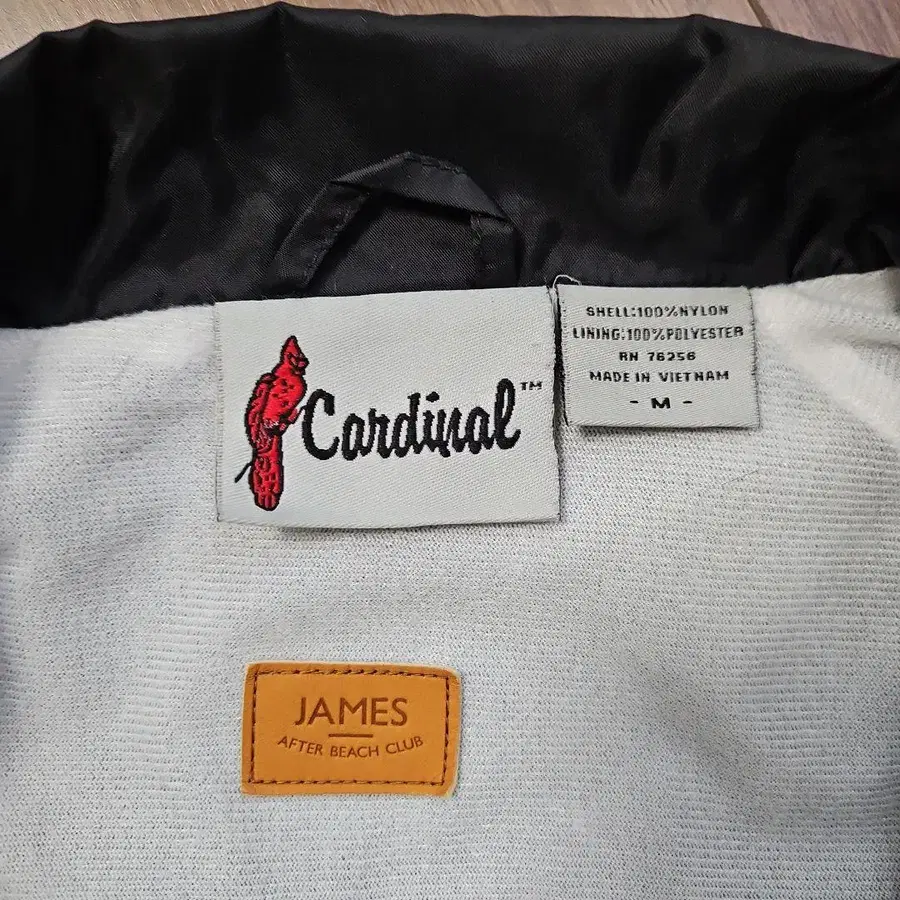 Cardinal™
SHELL:100%NYLON
LINING:100%POLYESTER
RN 76256
MADE IN VIETNAM
- M -
JAMES
AFTER BEACH CLUB